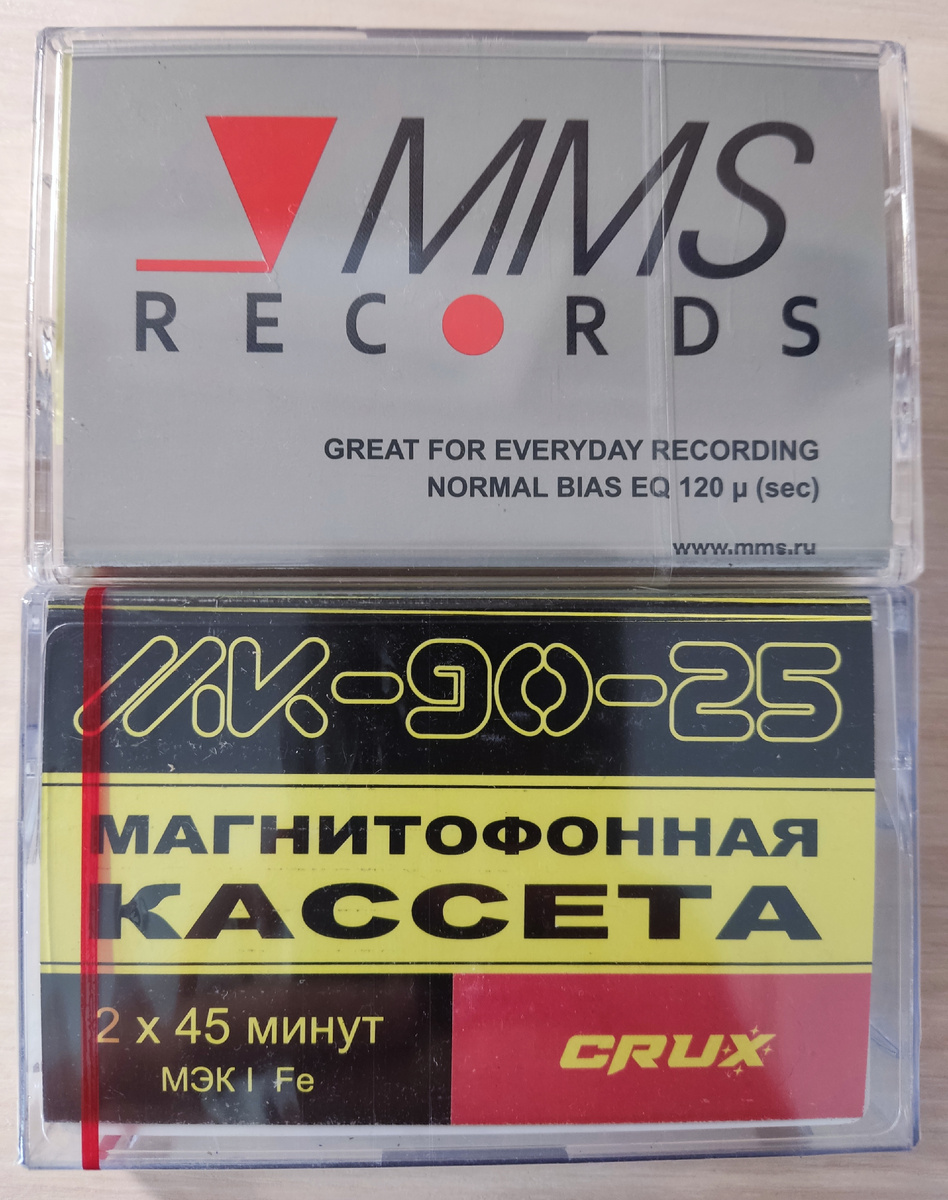 MMS
RECORDS
GREAT FOR EVERYDAY RECORDING
NORMAL BIAS EQ 120 µ (sec)
www.mms.ru
МК-90-25
МАГНИТОФОННАЯ
КАССЕТА
2 x 45 минут
МЭК I Fe
CRUX